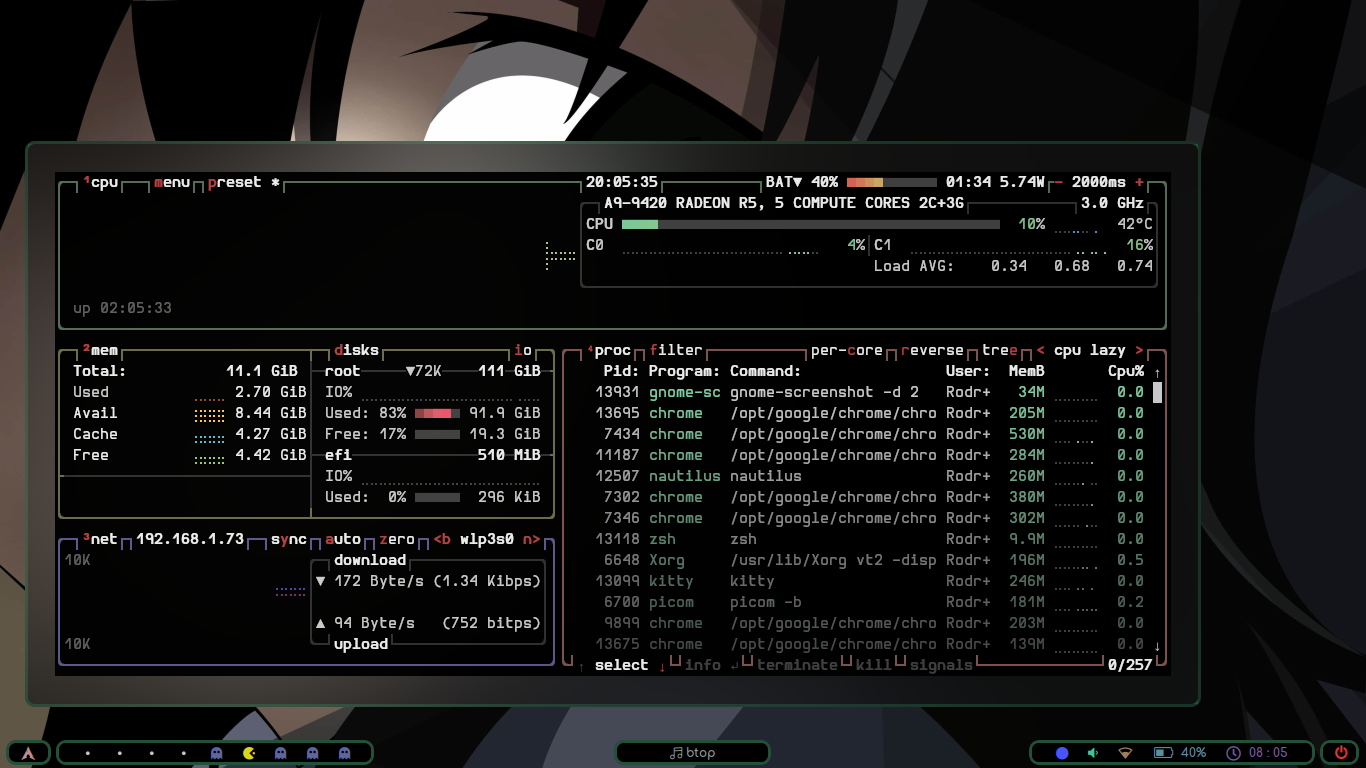 ¹cpu menu preset * 20:05:35 BAT▼ 40% 01:34 5.74W - 2000ms +
A9-9420 RADEON R5, 5 COMPUTE CORES 2C+3G 3.0 GHz
CPU 10% 42°C
C0 4% C1 16%
Load AVG: 0.34 0.68 0.74
up 02:05:33
²mem
Total: 11.1 GiB
Used 2.70 GiB
Avail 8.44 GiB
Cache 4.27 GiB
Free 4.42 GiB
disks io
root ▼72K 111 GiB
IO%
Used: 83% 91.9 GiB
Free: 17% 19.3 GiB
efi 510 MiB
IO%
Used: 0% 296 KiB
³net 192.168.1.73 sync auto zero <b wlp3s0 n>
10K
download
▼ 172 Byte/s (1.34 Kibps)
▲ 94 Byte/s (752 bitps)
10K
upload
⁴proc filter per-core reverse tree < cpu lazy >
Pid: Program: Command: User: MemB Cpu% ↑
13931 gnome-sc gnome-screenshot -d 2 Rodr+ 34M 0.0
13695 chrome /opt/google/chrome/chro Rodr+ 205M 0.0
7434 chrome /opt/google/chrome/chro Rodr+ 530M 0.0
11187 chrome /opt/google/chrome/chro Rodr+ 284M 0.0
12507 nautilus nautilus Rodr+ 260M 0.0
7302 chrome /opt/google/chrome/chro Rodr+ 380M 0.0
7346 chrome /opt/google/chrome/chro Rodr+ 302M 0.0
13118 zsh zsh Rodr+ 9.9M 0.0
6648 Xorg /usr/lib/Xorg vt2 -disp Rodr+ 196M 0.5
13099 kitty kitty Rodr+ 246M 0.0
6700 picom picom -b Rodr+ 181M 0.2
9899 chrome /opt/google/chrome/chro Rodr+ 203M 0.0
13675 chrome /opt/google/chrome/chro Rodr+ 139M 0.0 ↓
↑ select ↓ info ↵ terminate kill signals 0/257
btop
40%
08:05